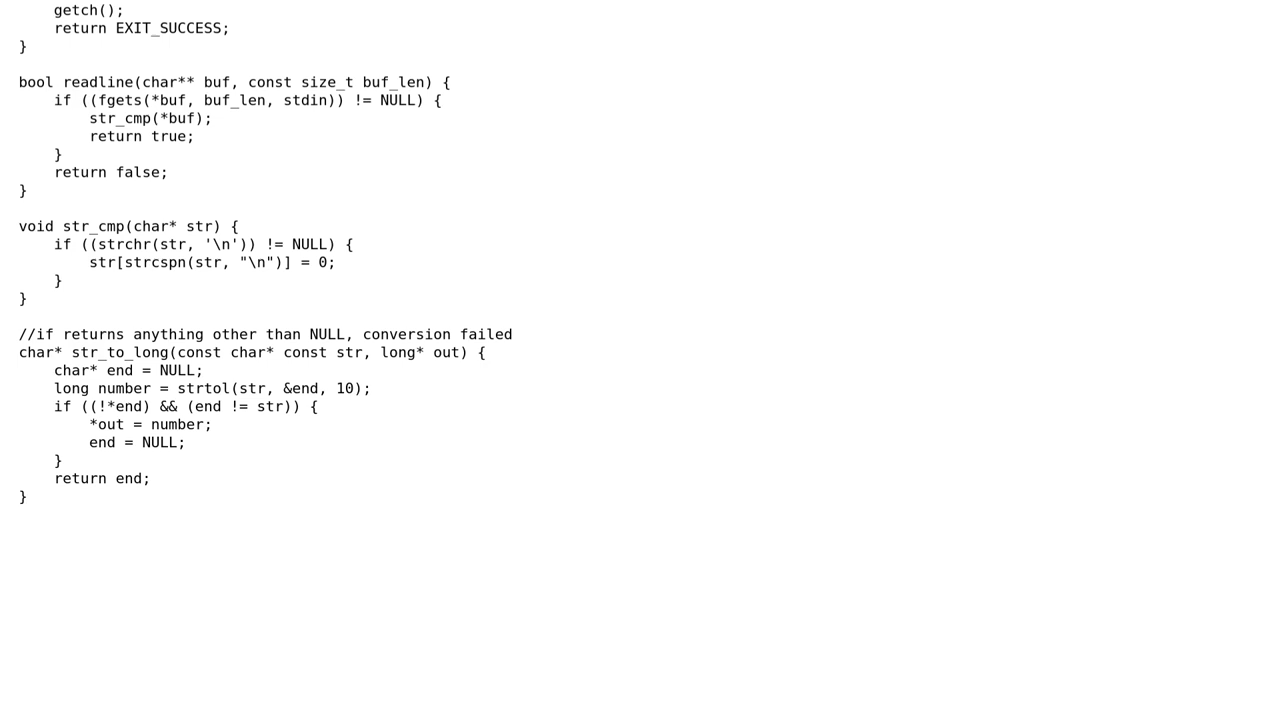 getch();
    return EXIT_SUCCESS;
}

bool readline(char** buf, const size_t buf_len) {
    if ((fgets(*buf, buf_len, stdin)) != NULL) {
        str_cmp(*buf);
        return true;
    }
    return false;
}

void str_cmp(char* str) {
    if ((strchr(str, '\n')) != NULL) {
        str[strcspn(str, "\n")] = 0;
    }
}

//if returns anything other than NULL, conversion failed
char* str_to_long(const char* const str, long* out) {
    char* end = NULL;
    long number = strtol(str, &end, 10);
    if ((!*end) && (end != str)) {
        *out = number;
        end = NULL;
    }
    return end;
}